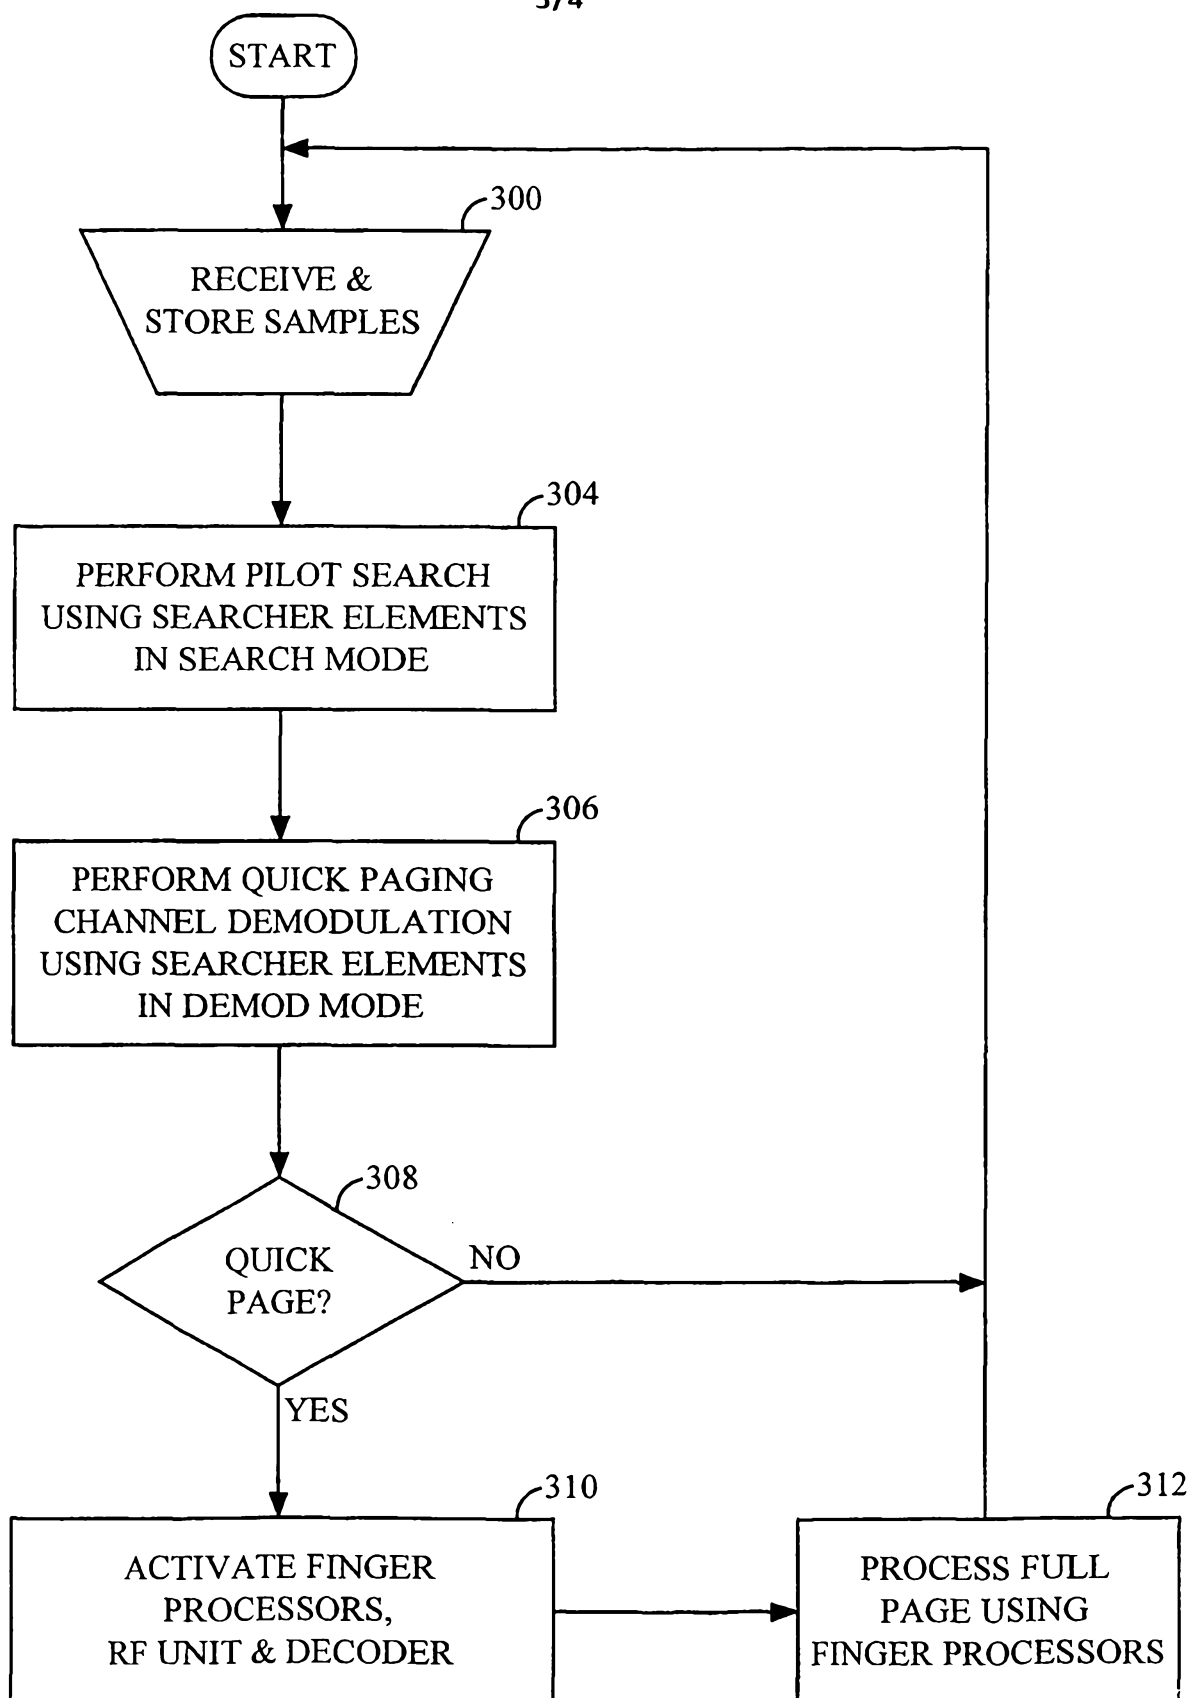 3/4
START
300
RECEIVE &
STORE SAMPLES
304
PERFORM PILOT SEARCH
USING SEARCHER ELEMENTS
IN SEARCH MODE
306
PERFORM QUICK PAGING
CHANNEL DEMODULATION
USING SEARCHER ELEMENTS
IN DEMOD MODE
308
QUICK
PAGE?
NO
YES
310
ACTIVATE FINGER
PROCESSORS,
RF UNIT & DECODER
312
PROCESS FULL
PAGE USING
FINGER PROCESSORS